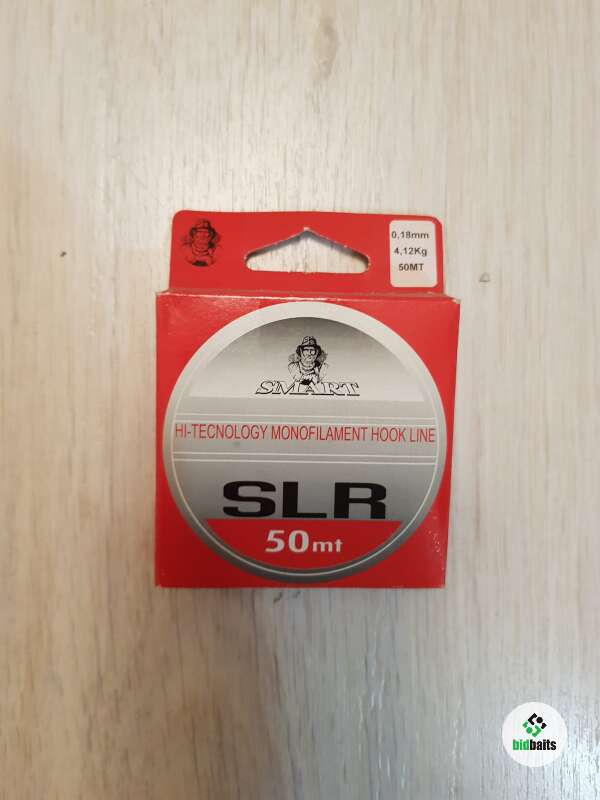 0,18mm
4,12Kg
50MT
SMART
HI-TECNOLOGY MONOFILAMENT HOOK LINE
SLR
50mt
bidbaits